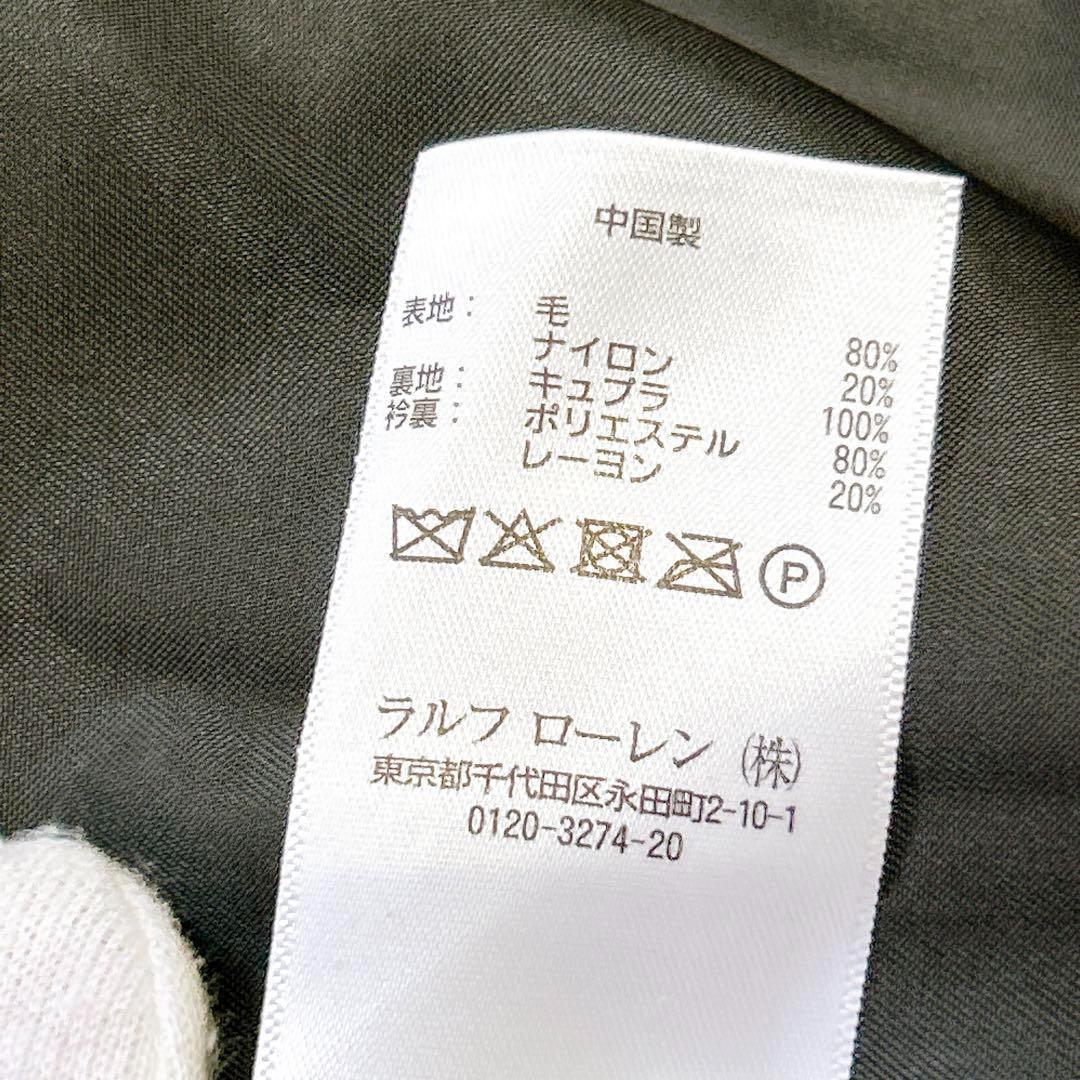 中国製
表地: 毛 80%
ナイロン 20%
裏地: キュプラ 100%
衿裏: ポリエステル 80%
レーヨン 20%
P
ラルフ ローレン (株)
東京都千代田区永田町2-10-1
0120-3274-20